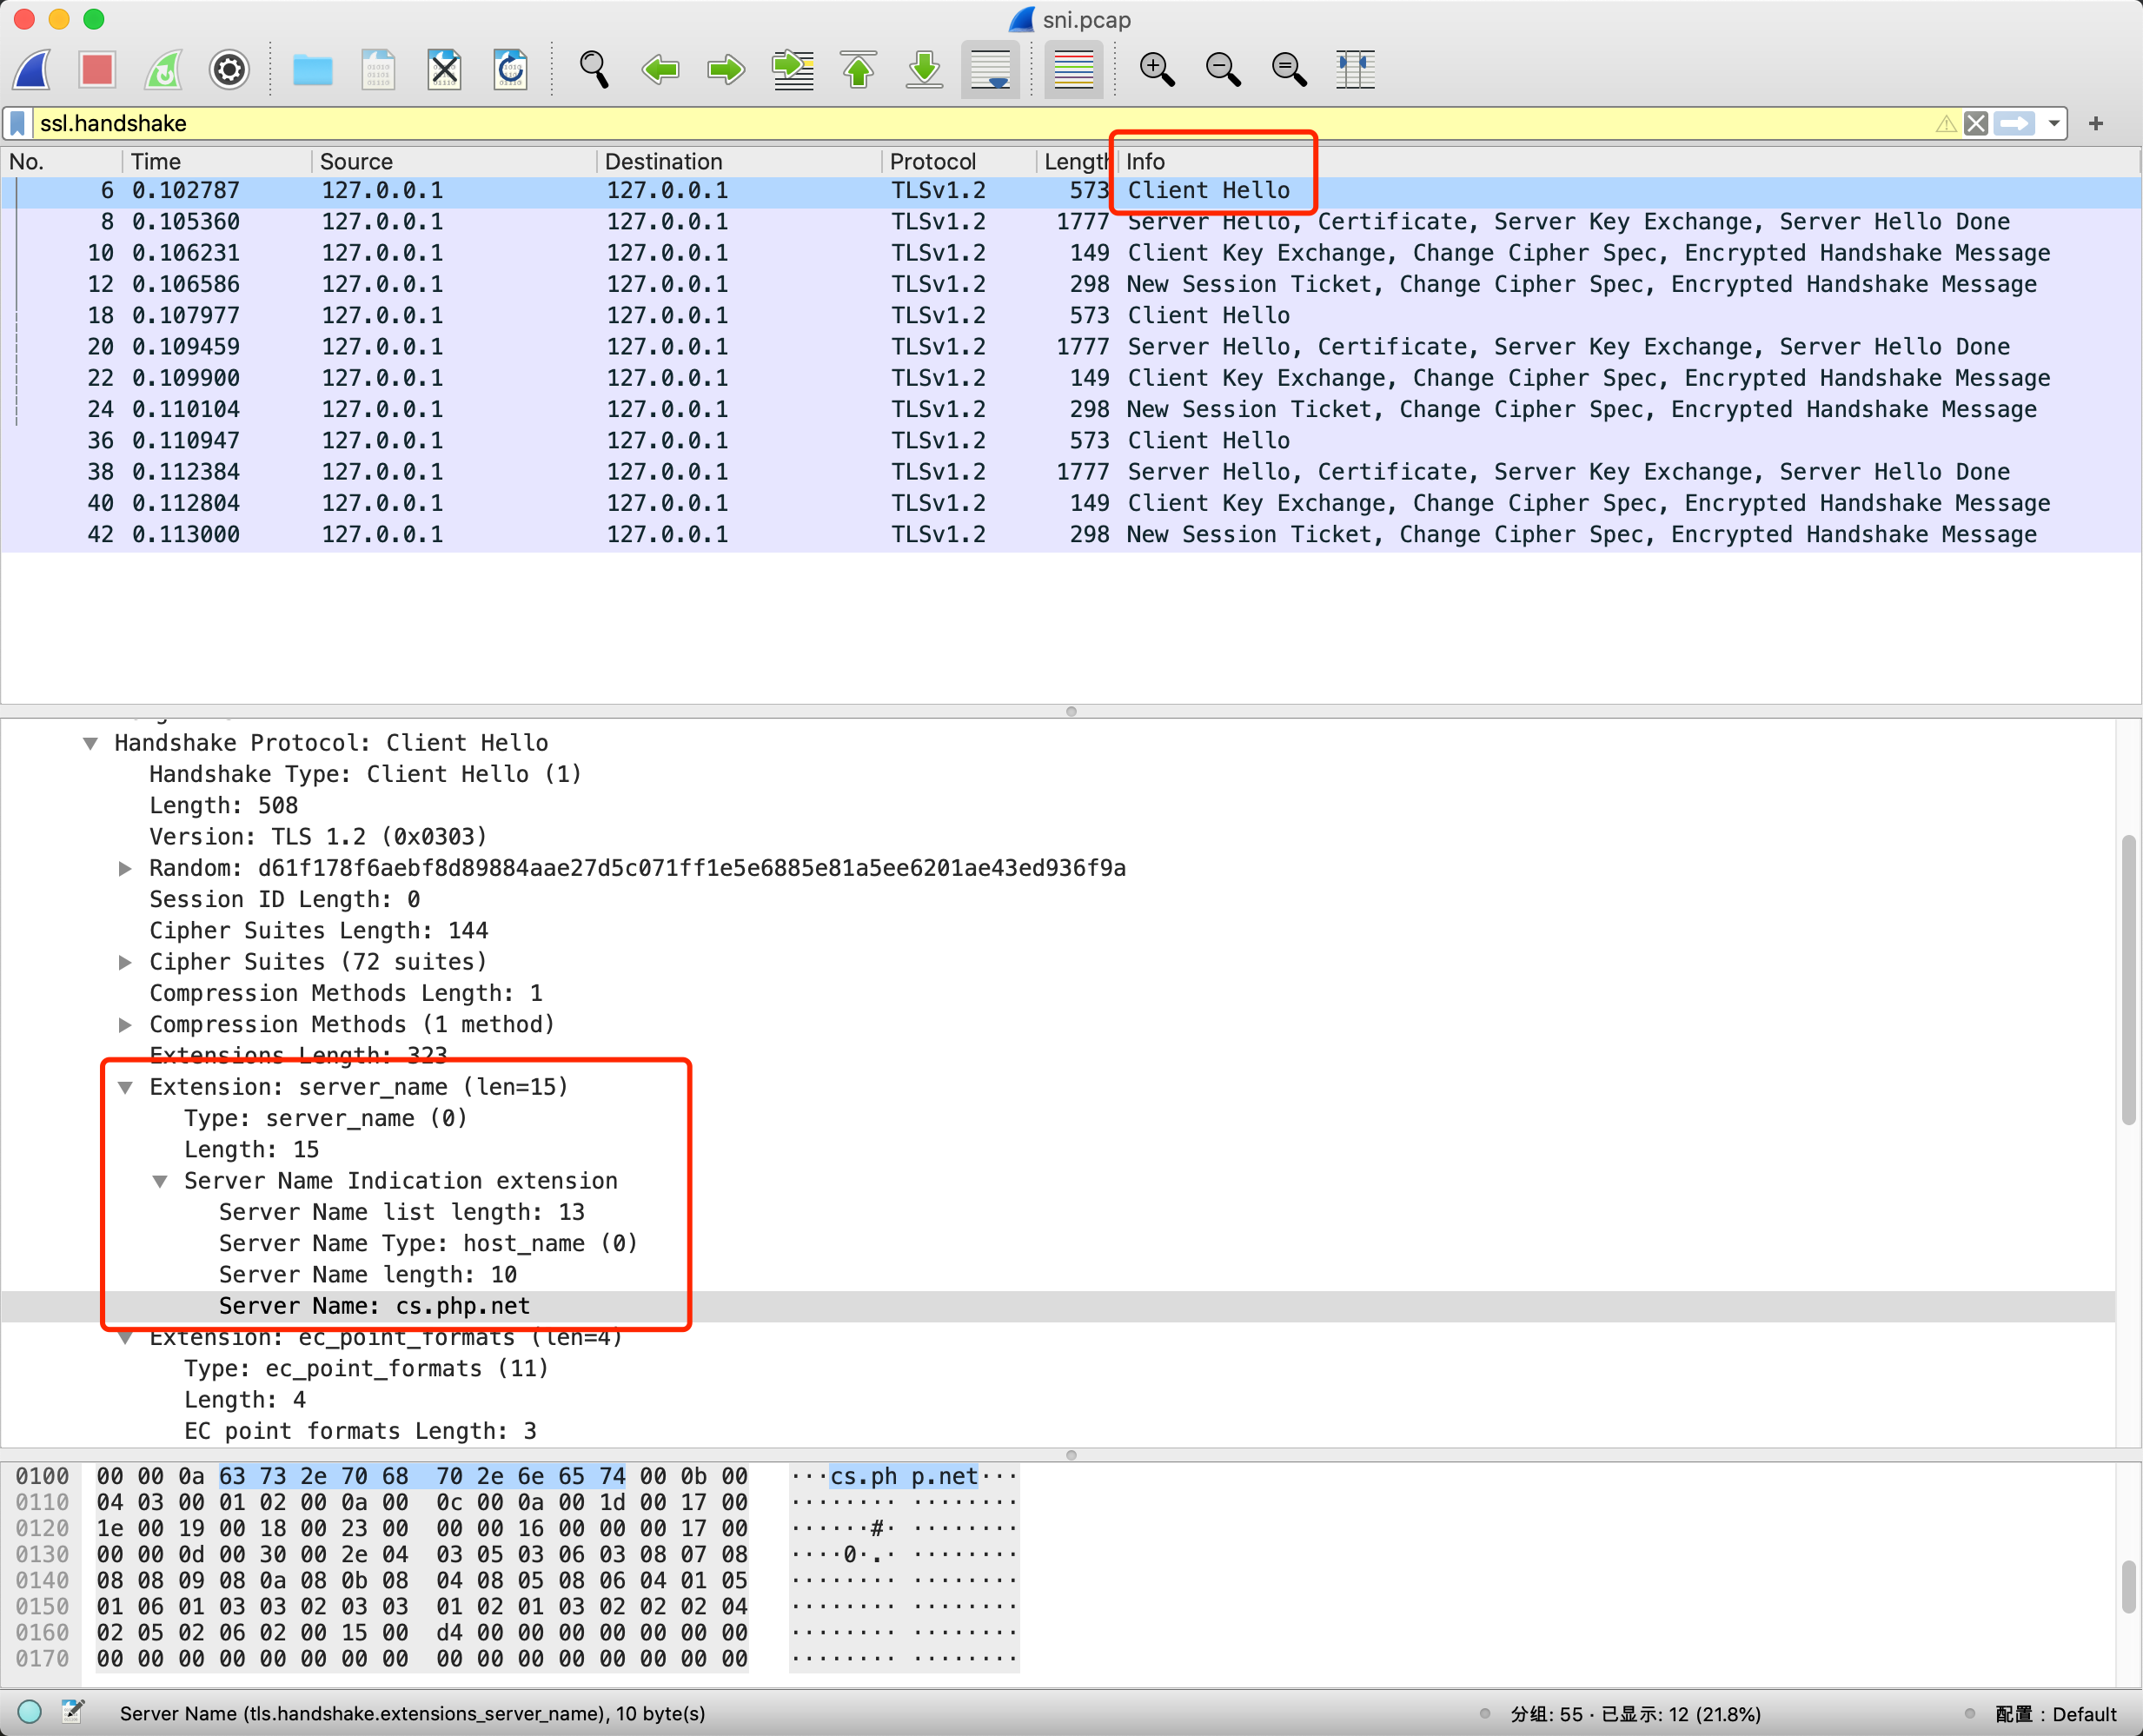 sni.pcap
ssl.handshake
No. Time Source Destination Protocol Length Info
6 0.102787 127.0.0.1 127.0.0.1 TLSv1.2 573 Client Hello
8 0.105360 127.0.0.1 127.0.0.1 TLSv1.2 1777 Server Hello, Certificate, Server Key Exchange, Server Hello Done
10 0.106231 127.0.0.1 127.0.0.1 TLSv1.2 149 Client Key Exchange, Change Cipher Spec, Encrypted Handshake Message
12 0.106586 127.0.0.1 127.0.0.1 TLSv1.2 298 New Session Ticket, Change Cipher Spec, Encrypted Handshake Message
18 0.107977 127.0.0.1 127.0.0.1 TLSv1.2 573 Client Hello
20 0.109459 127.0.0.1 127.0.0.1 TLSv1.2 1777 Server Hello, Certificate, Server Key Exchange, Server Hello Done
22 0.109900 127.0.0.1 127.0.0.1 TLSv1.2 149 Client Key Exchange, Change Cipher Spec, Encrypted Handshake Message
24 0.110104 127.0.0.1 127.0.0.1 TLSv1.2 298 New Session Ticket, Change Cipher Spec, Encrypted Handshake Message
36 0.110947 127.0.0.1 127.0.0.1 TLSv1.2 573 Client Hello
38 0.112384 127.0.0.1 127.0.0.1 TLSv1.2 1777 Server Hello, Certificate, Server Key Exchange, Server Hello Done
40 0.112804 127.0.0.1 127.0.0.1 TLSv1.2 149 Client Key Exchange, Change Cipher Spec, Encrypted Handshake Message
42 0.113000 127.0.0.1 127.0.0.1 TLSv1.2 298 New Session Ticket, Change Cipher Spec, Encrypted Handshake Message
Handshake Protocol: Client Hello
Handshake Type: Client Hello (1)
Length: 508
Version: TLS 1.2 (0x0303)
Random: d61f178f6aebf8d89884aae27d5c071ff1e5e6885e81a5ee6201ae43ed936f9a
Session ID Length: 0
Cipher Suites Length: 144
Cipher Suites (72 suites)
Compression Methods Length: 1
Compression Methods (1 method)
Extensions Length: 323
Extension: server_name (len=15)
Type: server_name (0)
Length: 15
Server Name Indication extension
Server Name list length: 13
Server Name Type: host_name (0)
Server Name length: 10
Server Name: cs.php.net
Extension: ec_point_formats (len=4)
Type: ec_point_formats (11)
Length: 4
EC point formats Length: 3
0100 00 00 0a 63 73 2e 70 68 70 2e 6e 65 74 00 0b 00 ···cs.ph p.net···
0110 04 03 00 01 02 00 0a 00 0c 00 0a 00 1d 00 17 00 ········ ········
0120 1e 00 19 00 18 00 23 00 00 00 16 00 00 00 17 00 ······#· ········
0130 00 00 0d 00 30 00 2e 04 03 05 03 06 03 08 07 08 ····0·.· ········
0140 08 08 09 08 0a 08 0b 08 04 08 05 08 06 04 01 05 ········ ········
0150 01 06 01 03 03 02 03 03 01 02 01 03 02 02 02 04 ········ ········
0160 02 05 02 06 02 00 15 00 d4 00 00 00 00 00 00 00 ········ ········
0170 00 00 00 00 00 00 00 00 00 00 00 00 00 00 00 00 ········ ········
Server Name (tls.handshake.extensions_server_name), 10 byte(s) 分组: 55 · 已显示: 12 (21.8%) 配置：Default